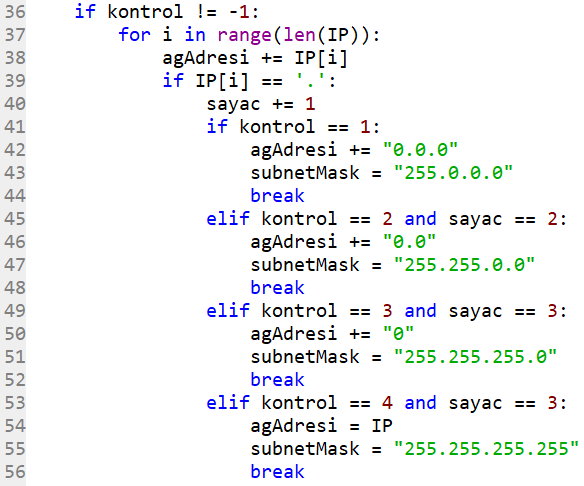 36    if kontrol != -1:
37        for i in range(len(IP)):
38            agAdresi += IP[i]
39            if IP[i] == '.':
40                sayac += 1
41                if kontrol == 1:
42                    agAdresi += "0.0.0"
43                    subnetMask = "255.0.0.0"
44                    break
45                elif kontrol == 2 and sayac == 2:
46                    agAdresi += "0.0"
47                    subnetMask = "255.255.0.0"
48                    break
49                elif kontrol == 3 and sayac == 3:
50                    agAdresi += "0"
51                    subnetMask = "255.255.255.0"
52                    break
53                elif kontrol == 4 and sayac == 3:
54                    agAdresi = IP
55                    subnetMask = "255.255.255.255"
56                    break